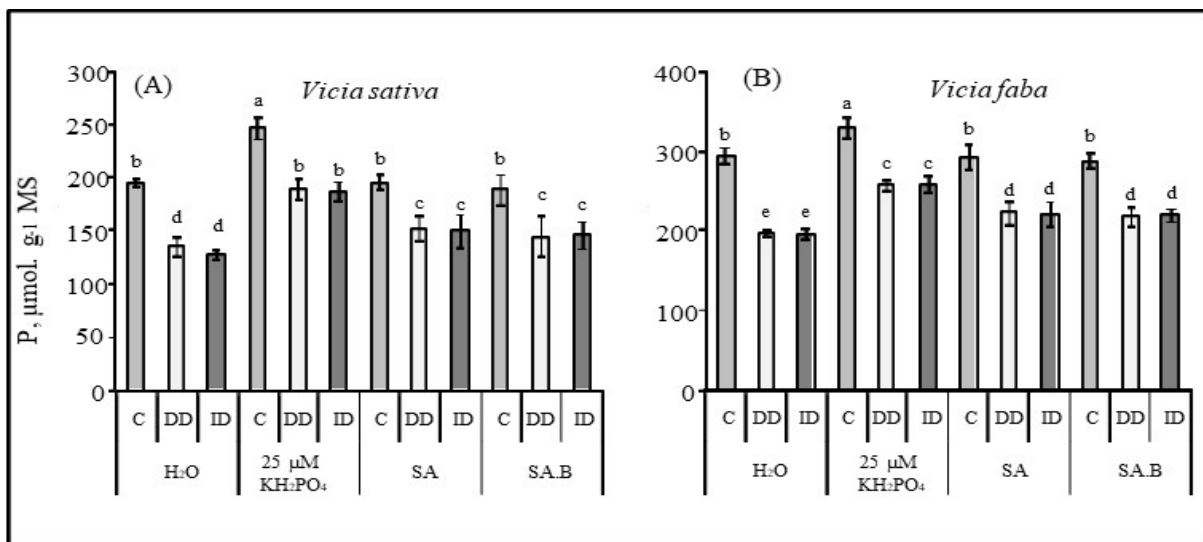 (A)
Vicia sativa
P, µmol. g-1 MS
300
250
200
150
100
50
0
b
d
d
a
b
b
b
c
c
b
c
c
C DD ID C DD ID C DD ID C DD ID
H₂O 25 µM KH₂PO₄ SA SA.B
(B)
Vicia faba
400
300
200
100
0
b
e
e
a
c
c
b
d
d
b
d
d
C DD ID C DD ID C DD ID C DD ID
H₂O 25 µM KH₂PO₄ SA SA.B